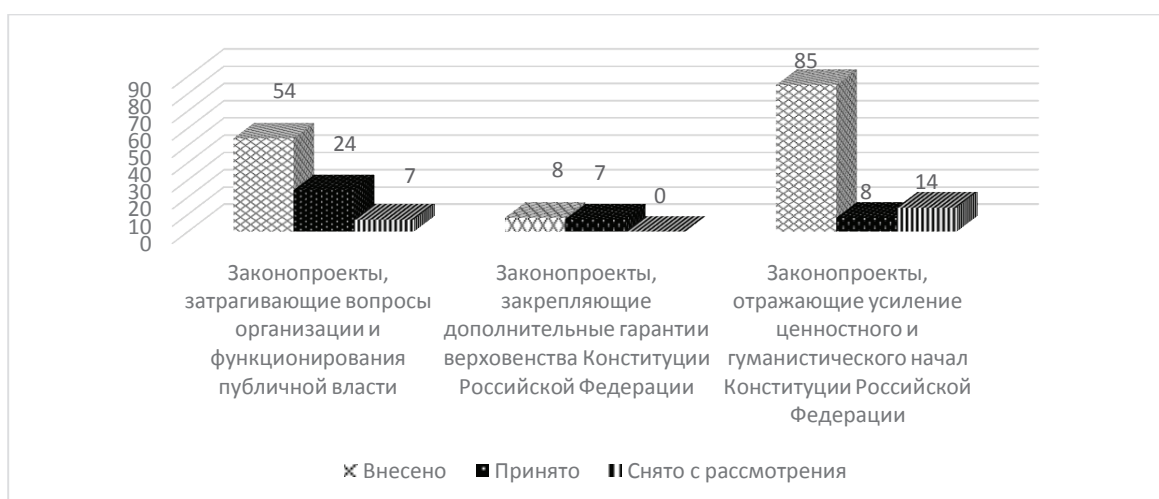 90
80
70
60
50
40
30
20
10
0
54
24
7
8
7
0
85
8
14
Законопроекты,
затрагивающие вопросы
организации и
функционирования
публичной власти
Законопроекты,
закрепляющие
дополнительные гарантии
верховенства Конституции
Российской Федерации
Законопроекты,
отражающие усиление
ценностного и
гуманистического начал
Конституции Российской
Федерации
Внесено Принято Снято с рассмотрения